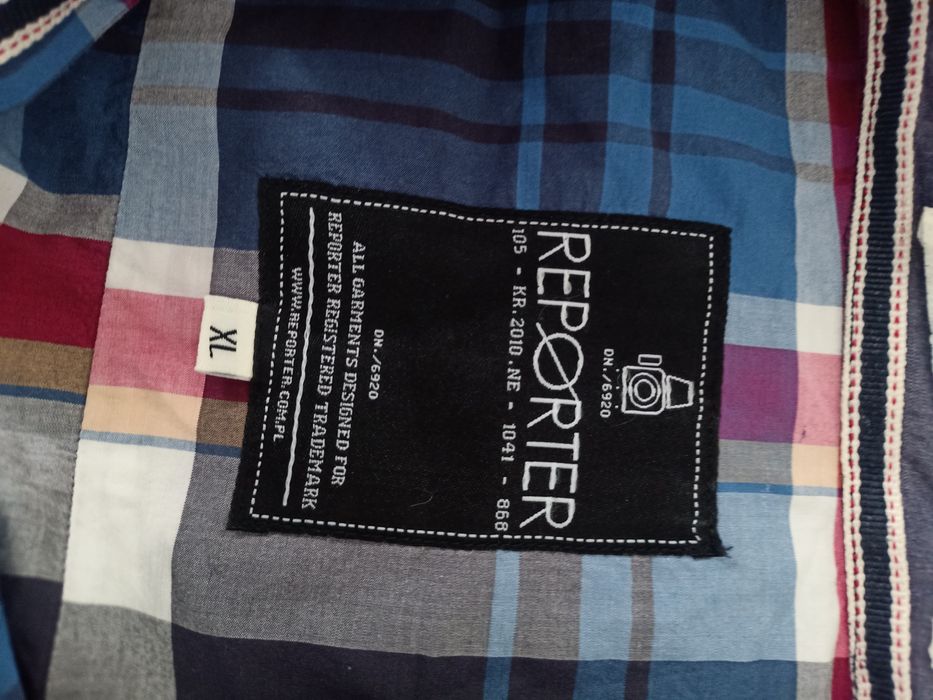 DN./6920
REPØRTER
105 - KR.2010.NE - 1041 - 868
DN./6920
ALL GARMENTS DESIGNED FOR
REPORTER REGISTERED TRADEMARK
WWW.REPORTER.COM.PL
XL